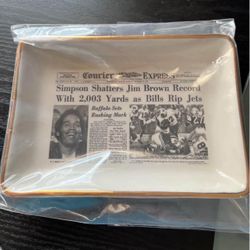 Courier EXPRESS
Simpson Shatters Jim Brown Record
With 2,003 Yards as Bills Rip Jets
Buffalo Sets
Rushing Mark